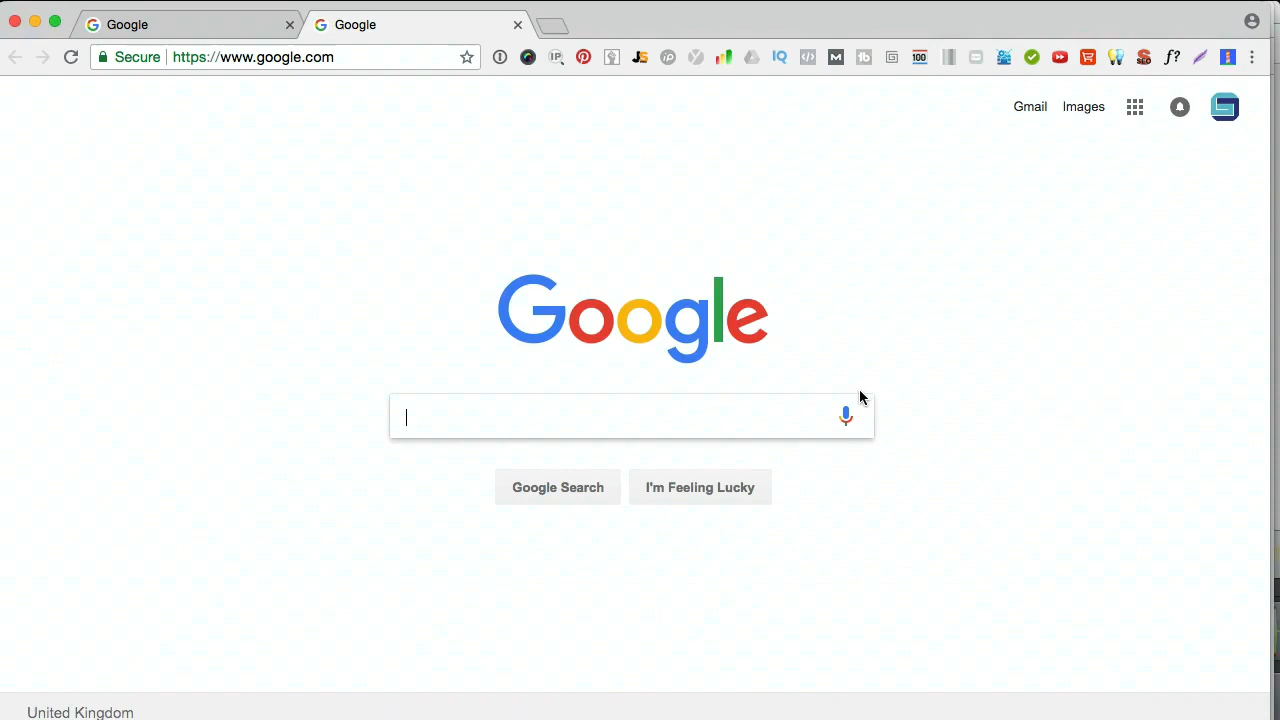 Google
Google
Secure
https://www.google.com
Gmail
Images
Google
Google Search
I'm Feeling Lucky
United Kingdom